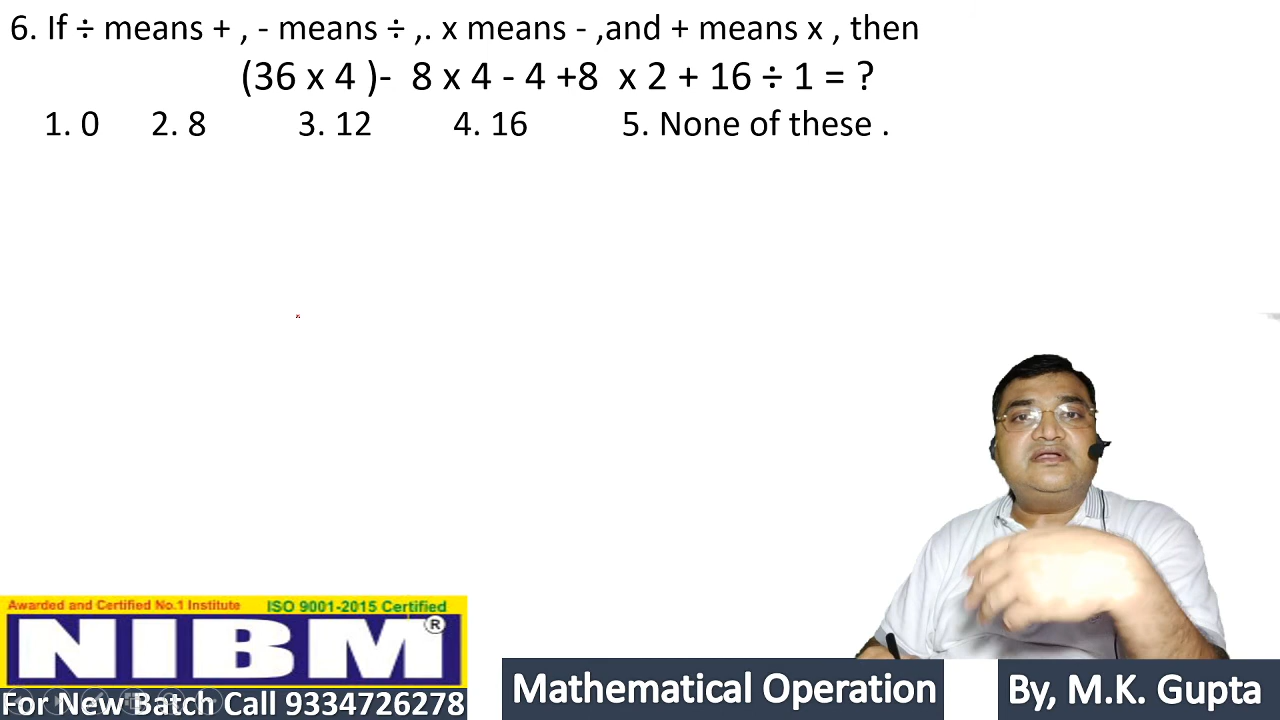 6. If ÷ means + , - means ÷ ,. x means - ,and + means x , then
(36 x 4 )- 8 x 4 - 4 +8 x 2 + 16 ÷ 1 = ?
1. 0 2. 8 3. 12 4. 16 5. None of these .
Awarded and Certified No.1 Institute ISO 9001-2015 Certified
NIBM ®
For New Batch Call 9334726278
Mathematical Operation
By, M.K. Gupta